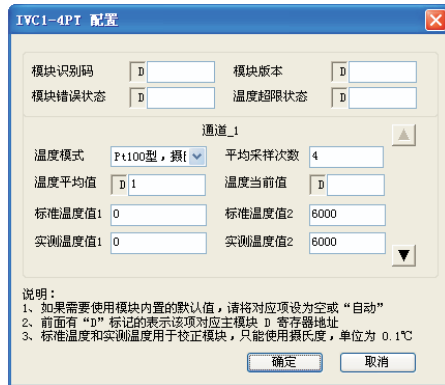 IVC1-4PT 配置
模块识别码 D 模块版本 D
模块错误状态 D 温度超限状态 D
通道_1
温度模式 Pt100型，摄 平均采样次数 4
温度平均值 D 1 温度当前值 D
标准温度值1 0 标准温度值2 6000
实测温度值1 0 实测温度值2 6000
说明：
1、如果需要使用模块内置的默认值，请将对应项设为空或“自动”
2、前面有“D”标记的表示该项对应主模块 D 寄存器地址
3、标准温度和实测温度用于校正模块，只能使用摄氏度，单位为 0.1℃
确定 取消